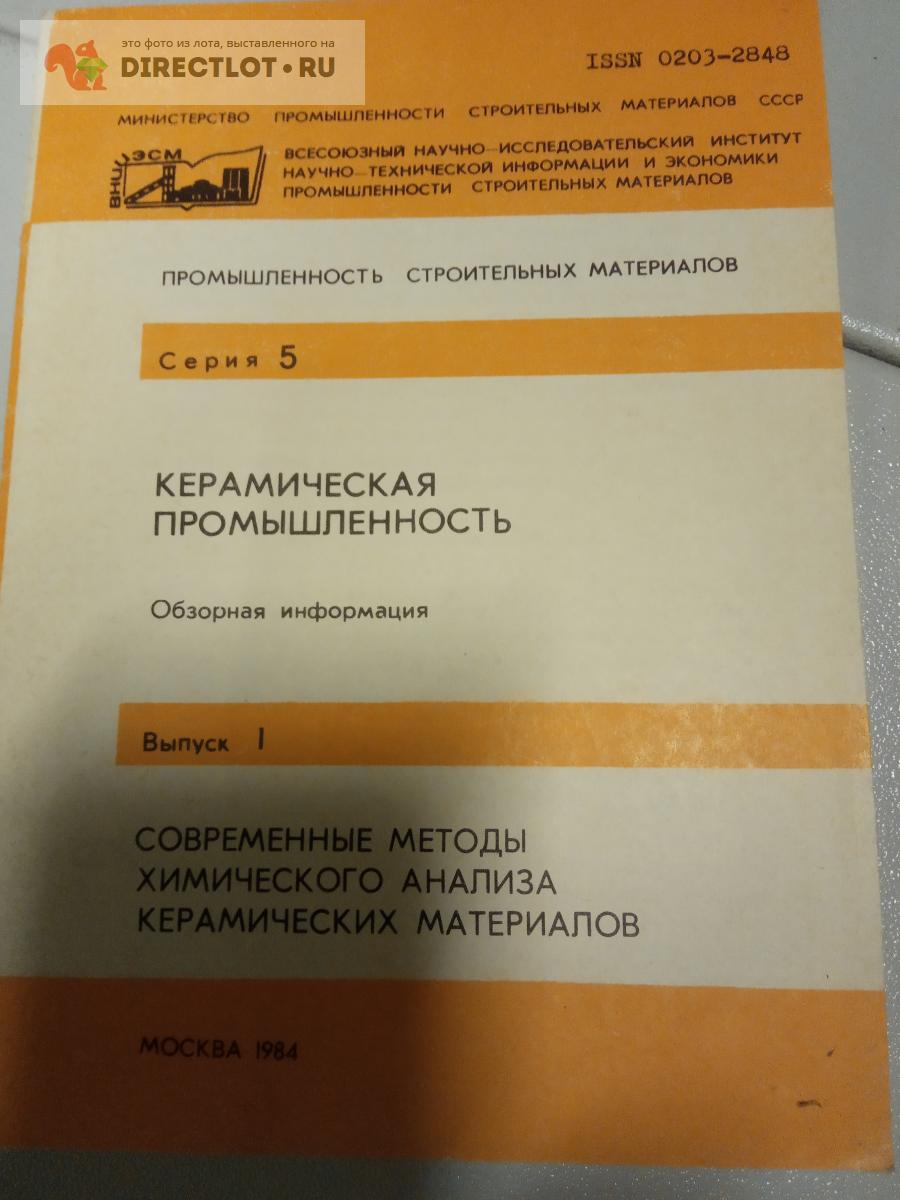 это фото из лота, выставленного на
DIRECTLOT•RU
ISSN 0203-2848
МИНИСТЕРСТВО ПРОМЫШЛЕННОСТИ СТРОИТЕЛЬНЫХ МАТЕРИАЛОВ СССР
ВНИИЭСМ
ВСЕСОЮЗНЫЙ НАУЧНО-ИССЛЕДОВАТЕЛЬСКИЙ ИНСТИТУТ
НАУЧНО-ТЕХНИЧЕСКОЙ ИНФОРМАЦИИ И ЭКОНОМИКИ
ПРОМЫШЛЕННОСТИ СТРОИТЕЛЬНЫХ МАТЕРИАЛОВ
ПРОМЫШЛЕННОСТЬ СТРОИТЕЛЬНЫХ МАТЕРИАЛОВ
Серия 5
КЕРАМИЧЕСКАЯ
ПРОМЫШЛЕННОСТЬ
Обзорная информация
Выпуск 1
СОВРЕМЕННЫЕ МЕТОДЫ
ХИМИЧЕСКОГО АНАЛИЗА
КЕРАМИЧЕСКИХ МАТЕРИАЛОВ
МОСКВА 1984